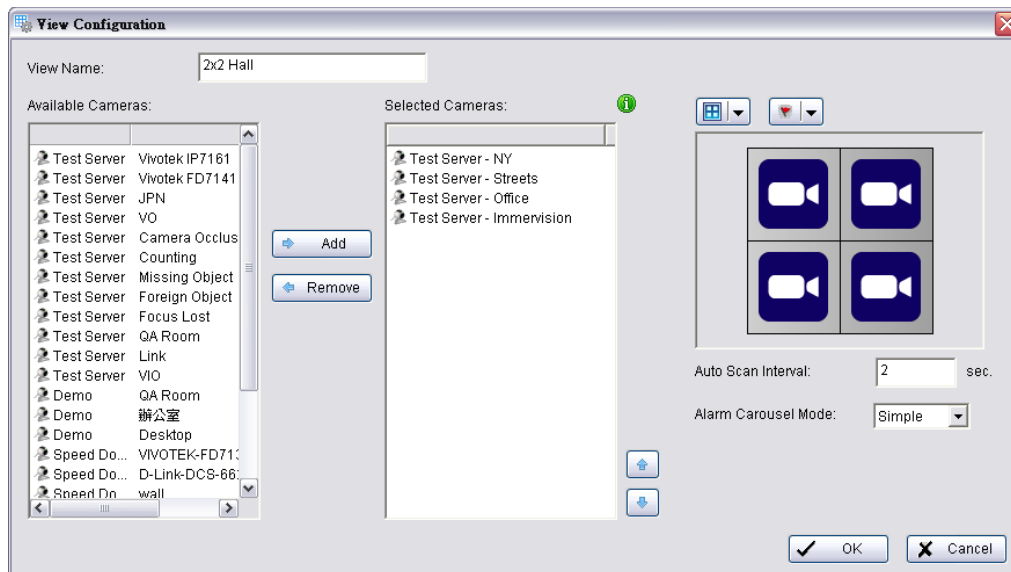 View Configuration
View Name: 2x2 Hall
Available Cameras:
Test Server Vivotek IP7161
Test Server Vivotek FD7141
Test Server JPN
Test Server VO
Test Server Camera Occlus
Test Server Counting
Test Server Missing Object
Test Server Foreign Object
Test Server Focus Lost
Test Server QA Room
Test Server Link
Test Server VIO
Demo QA Room
Demo 辦公室
Demo Desktop
Speed Do... VIVOTEK-FD713
Speed Do... D-Link-DCS-66
Speed Do wall
Add
Remove
Selected Cameras:
Test Server - NY
Test Server - Streets
Test Server - Office
Test Server - Immervision
Auto Scan Interval: 2 sec.
Alarm Carousel Mode: Simple
OK
Cancel